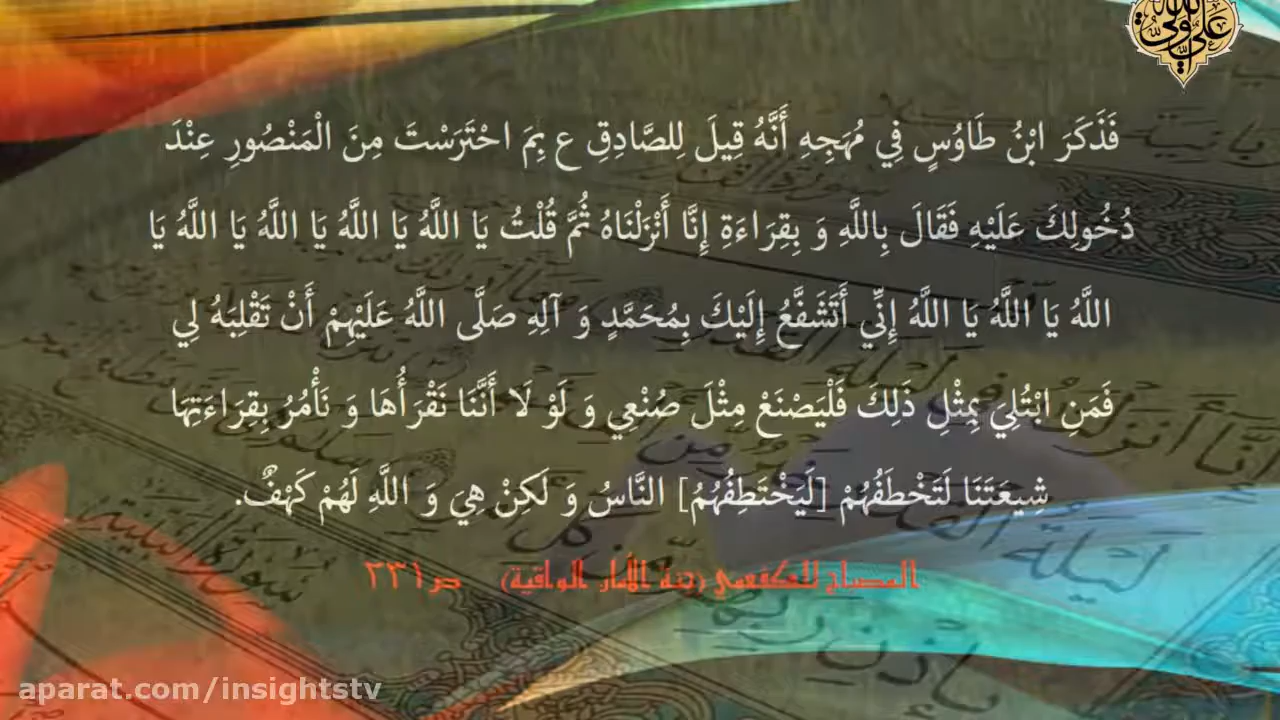 فَذَكَرَ ابْنُ طَاوُسٍ فِي مُهَجِهِ أَنَّهُ قِيلَ لِلصَّادِقِ ع بِمَ احْتَرَسْتَ مِنَ الْمَنْصُورِ عِنْدَ
دُخُولِكَ عَلَيْهِ فَقَالَ بِاللَّهِ وَ بِقِرَاءَةِ إِنَّا أَنْزَلْنَاهُ ثُمَّ قُلْتُ يَا اللَّهُ يَا اللَّهُ يَا اللَّهُ يَا اللَّهُ يَا
اللَّهُ يَا اللَّهُ يَا اللَّهُ إِنِّي أَتَشَفَّعُ إِلَيْكَ بِمُحَمَّدٍ وَ آلِهِ صَلَّى اللَّهُ عَلَيْهِمْ أَنْ تَقْلِبَهُ لِي
فَمَنِ ابْتُلِيَ بِمِثْلِ ذَلِكَ فَلْيَصْنَعْ مِثْلَ صُنْعِي وَ لَوْ لَا أَنَّنَا نَقْرَأُهَا وَ نَأْمُرُ بِقِرَاءَتِهَا
شِيعَتَنَا لَتَخْطَفُهُمْ [لَيَخْتَطِفُهُمُ] النَّاسُ وَ لَكِنْ هِيَ وَ اللَّهِ لَهُمْ كَهْفٌ.
المصباح للكفعمي (جنة الأمان الواقية) ص٢٣١
aparat.com/insightstv